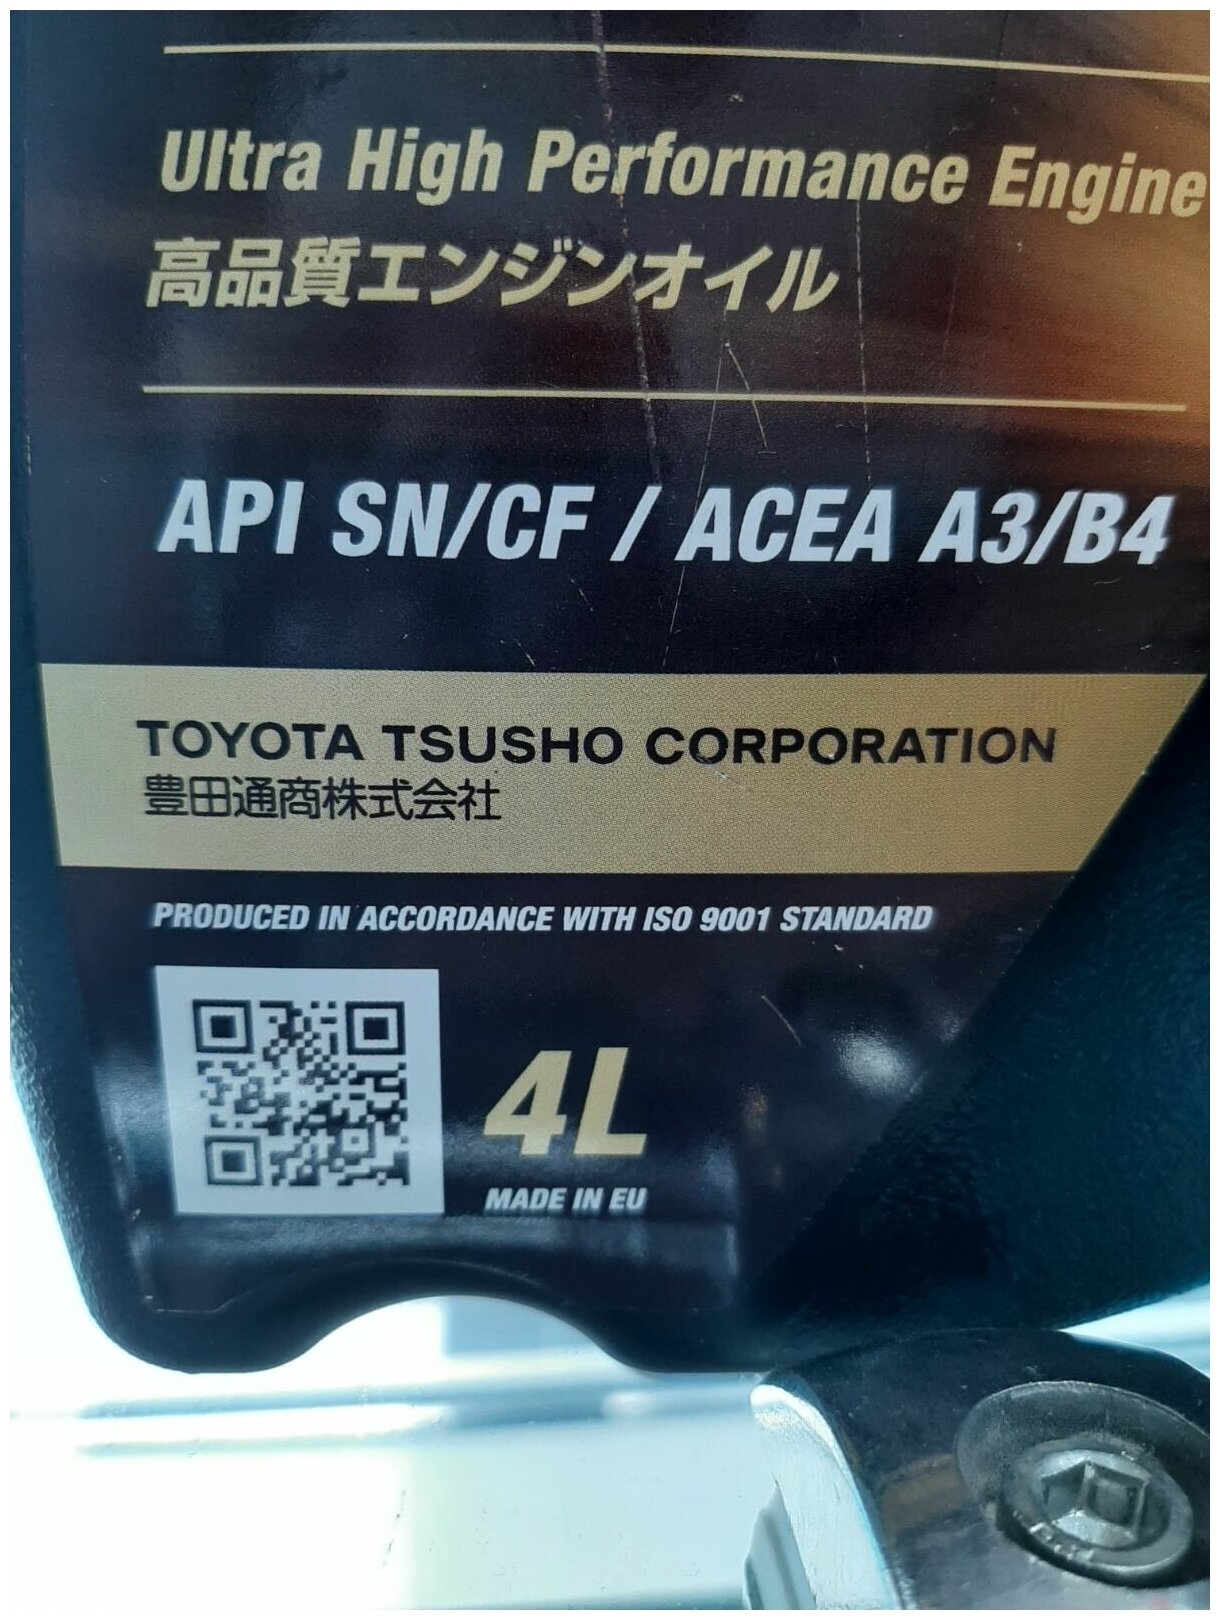 Ultra High Performance Engine
高品質エンジンオイル
API SN/CF / ACEA A3/B4
TOYOTA TSUSHO CORPORATION
豊田通商株式会社
PRODUCED IN ACCORDANCE WITH ISO 9001 STANDARD
4L
MADE IN EU